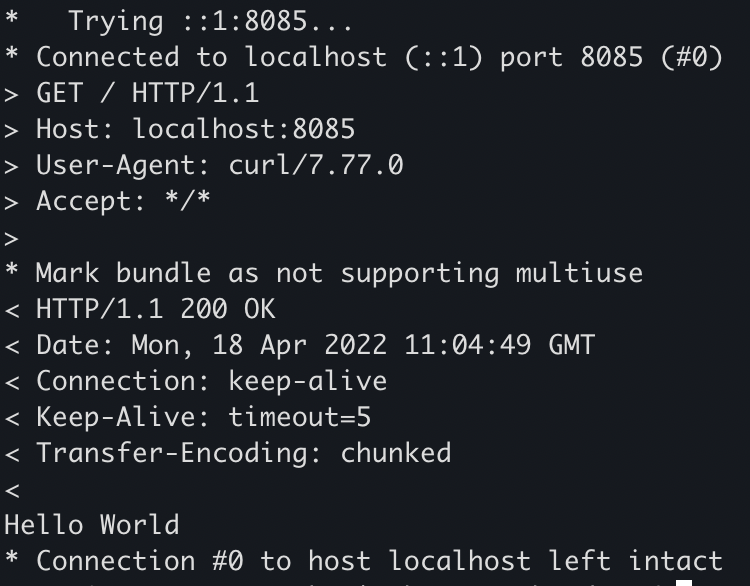 *   Trying ::1:8085...
* Connected to localhost (::1) port 8085 (#0)
> GET / HTTP/1.1
> Host: localhost:8085
> User-Agent: curl/7.77.0
> Accept: */*
>
* Mark bundle as not supporting multiuse
< HTTP/1.1 200 OK
< Date: Mon, 18 Apr 2022 11:04:49 GMT
< Connection: keep-alive
< Keep-Alive: timeout=5
< Transfer-Encoding: chunked
<
Hello World
* Connection #0 to host localhost left intact